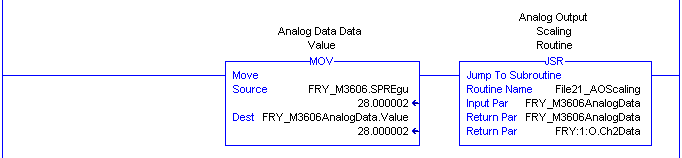 Analog Data Data
Value
MOV
Move
Source FRY_M3606.SPREgu
28.000002
Dest FRY_M3606AnalogData.Value
28.000002
Analog Output
Scaling
Routine
JSR
Jump To Subroutine
Routine Name File21_AOScaling
Input Par FRY_M3606AnalogData
Return Par FRY_M3606AnalogData
Return Par FRY:1:O.Ch2Data